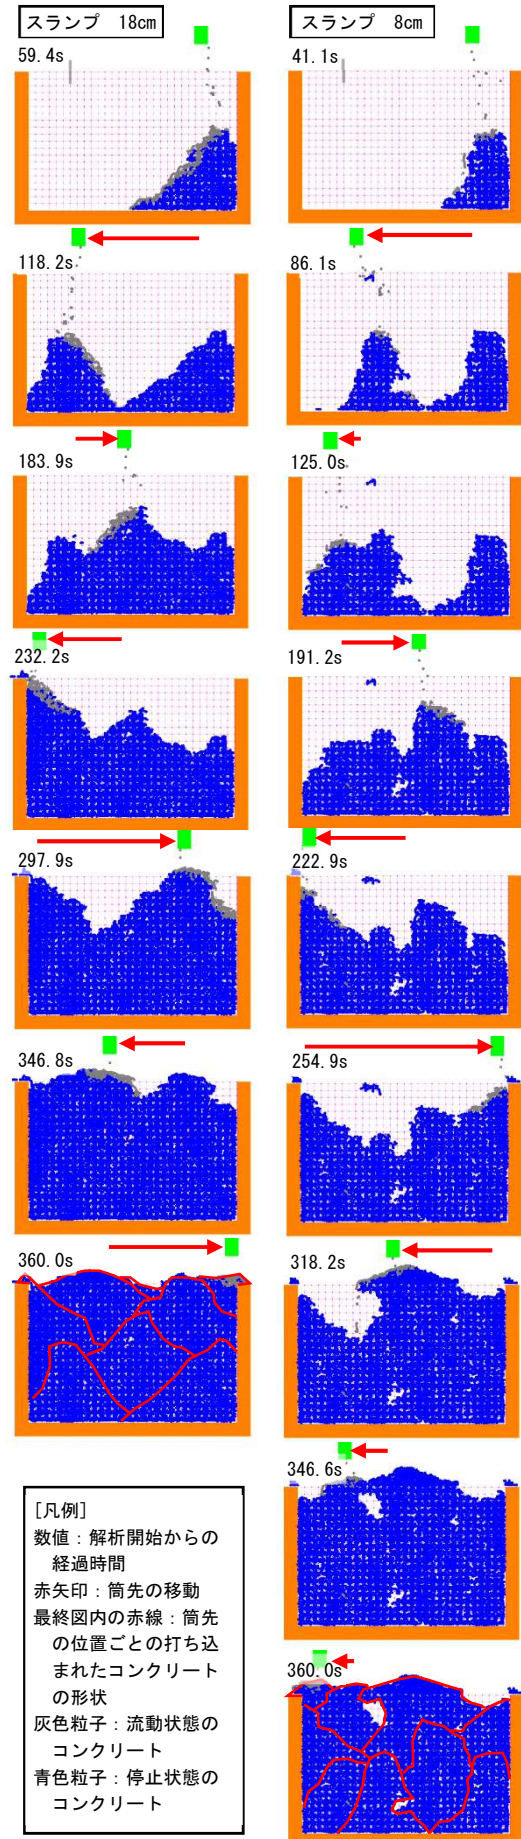 スランプ 18cm
59.4s
118.2s
183.9s
232.2s
297.9s
346.8s
360.0s
[凡例]
数値：解析開始からの
経過時間
赤矢印：筒先の移動
最終図内の赤線：筒先
の位置ごとの打ち込
まれたコンクリート
の形状
灰色粒子：流動状態の
コンクリート
青色粒子：停止状態の
コンクリート
スランプ 8cm
41.1s
86.1s
125.0s
191.2s
222.9s
254.9s
318.2s
346.6s
360.0s